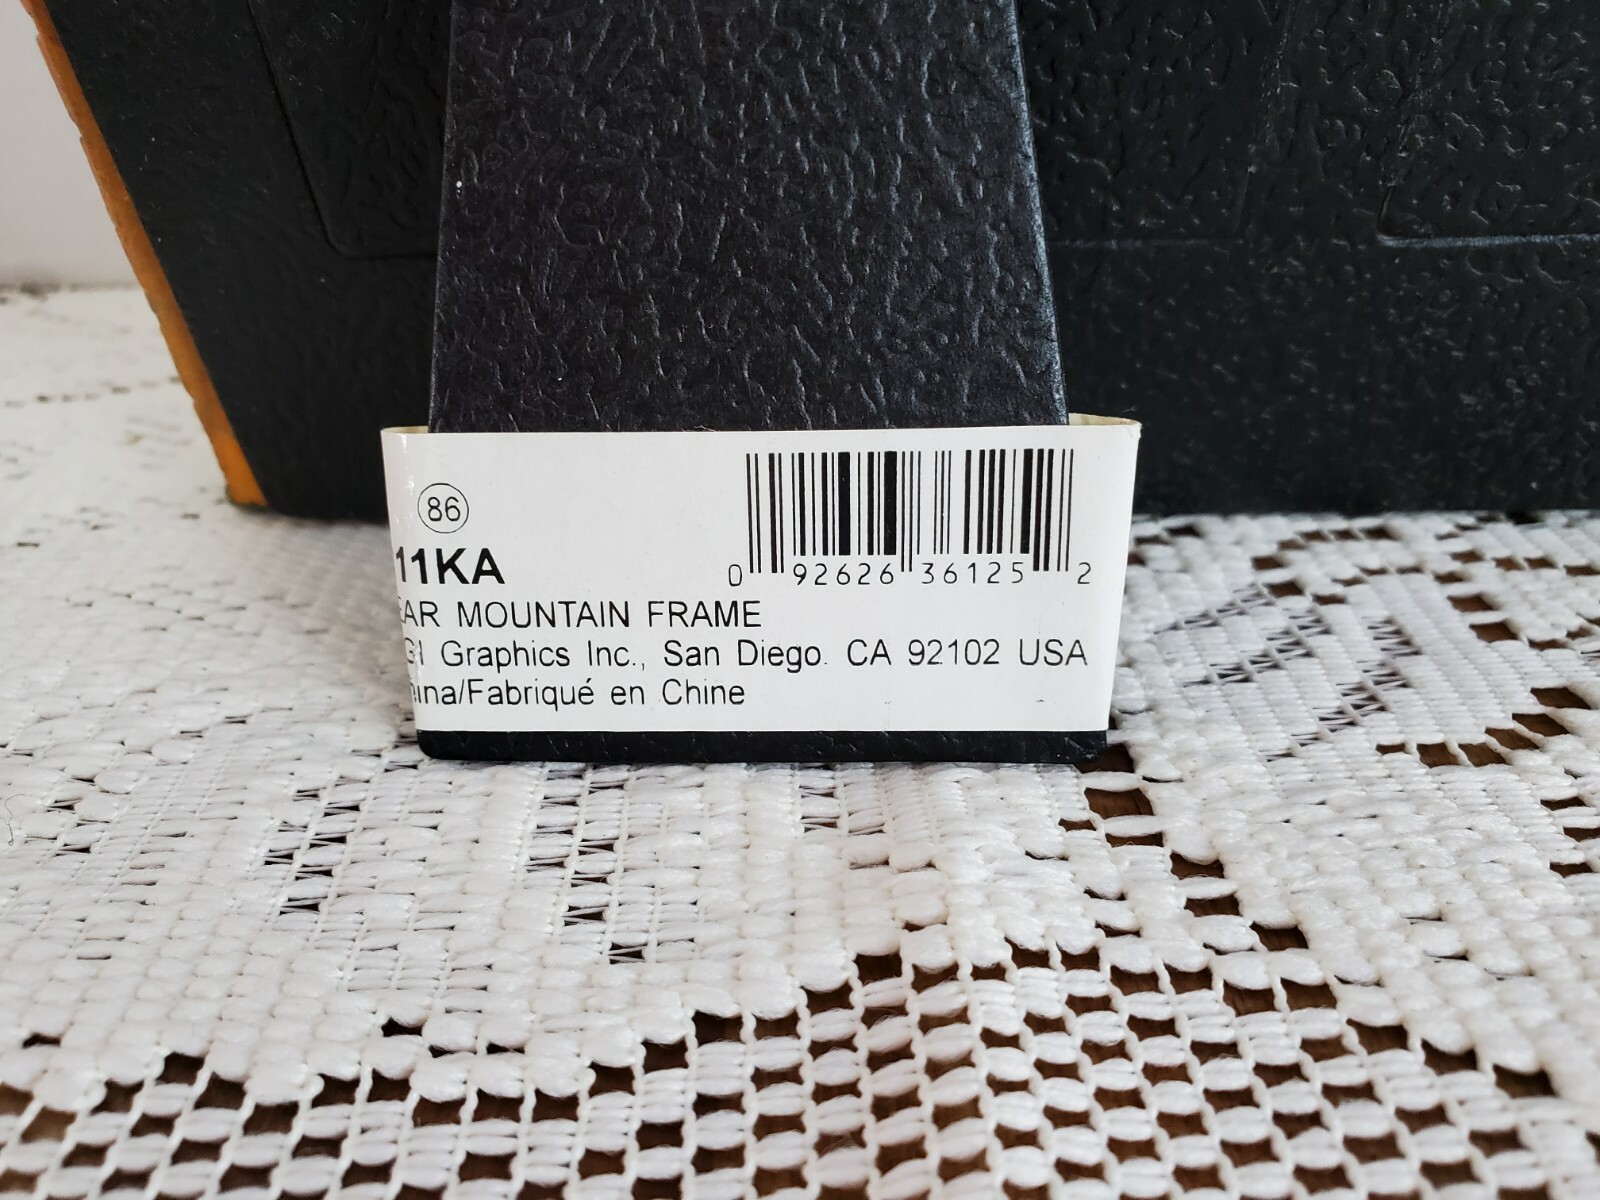 86
11KA
0 92626 36125 2
EAR MOUNTAIN FRAME
GI Graphics Inc., San Diego. CA 92102 USA
hina/Fabriqué en Chine